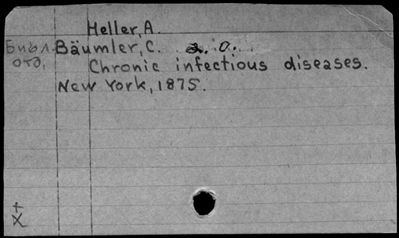 Heller, A.
Библ. Bäumler, C. a. o.
отд. Chronic infectious diseases.
New York, 1875.
+
X